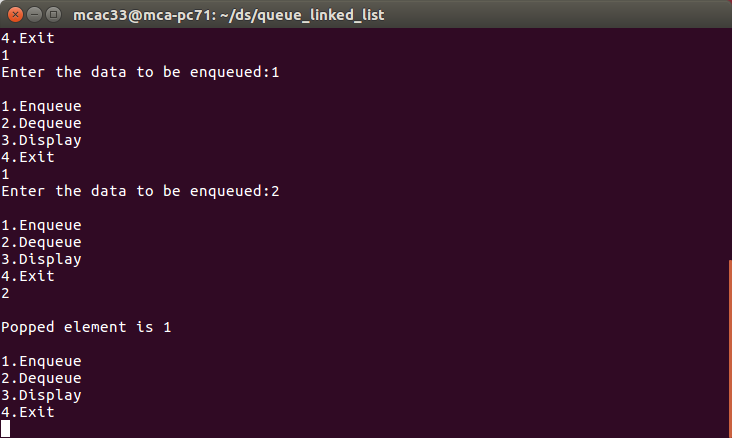 mcac33@mca-pc71: ~/ds/queue_linked_list
4.Exit
1
Enter the data to be enqueued:1
1.Enqueue
2.Dequeue
3.Display
4.Exit
1
Enter the data to be enqueued:2
1.Enqueue
2.Dequeue
3.Display
4.Exit
2
Popped element is 1
1.Enqueue
2.Dequeue
3.Display
4.Exit